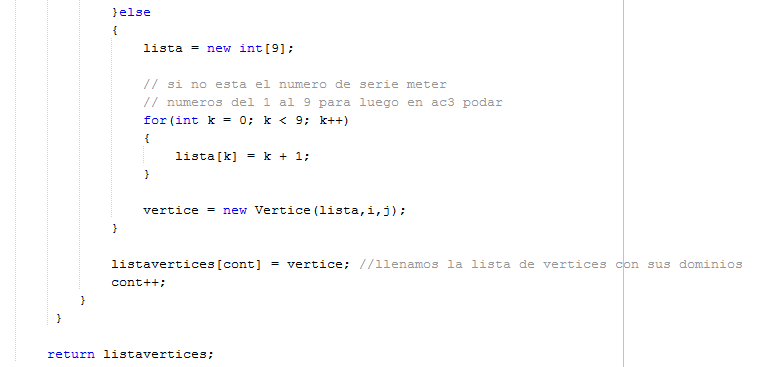 }else
{
lista = new int[9];
// si no esta el numero de serie meter
// numeros del 1 al 9 para luego en ac3 podar
for(int k = 0; k < 9; k++)
{
lista[k] = k + 1;
}
vertice = new Vertice(lista,i,j);
}
listavertices[cont] = vertice; //llenamos la lista de vertices con sus dominios
cont++;
}
}
return listavertices;